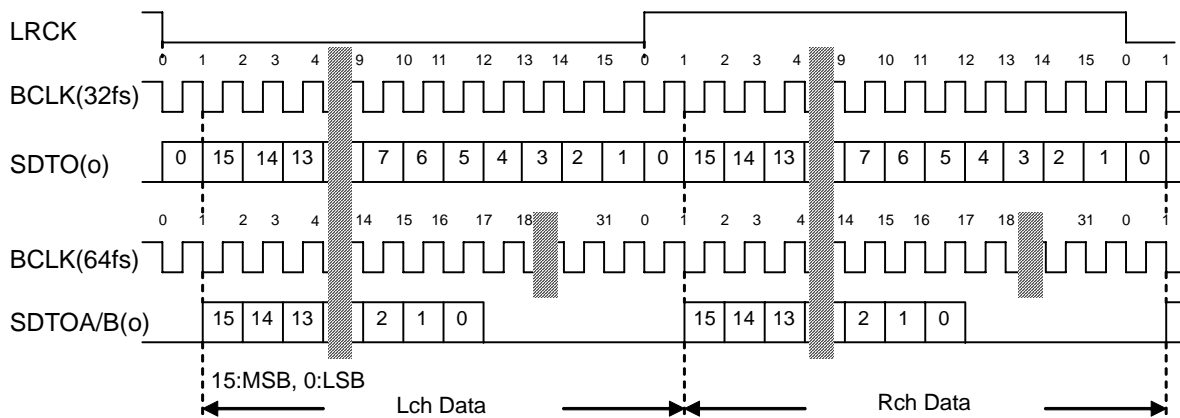 LRCK
0 1 2 3 4 9 10 11 12 13 14 15 0 1 2 3 4 9 10 11 12 13 14 15 0 1
BCLK(32fs)
SDTO(o) 0 15 14 13 7 6 5 4 3 2 1 0 15 14 13 7 6 5 4 3 2 1 0
0 1 2 3 4 14 15 16 17 18 31 0 1 2 3 4 14 15 16 17 18 31 0 1
BCLK(64fs)
SDTOA/B(o) 15 14 13 2 1 0 15 14 13 2 1 0
15:MSB, 0:LSB
Lch Data Rch Data